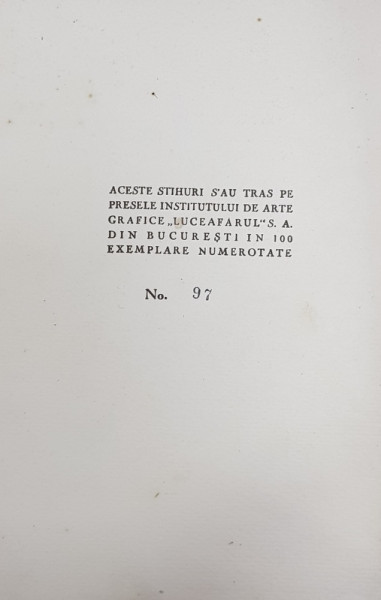 ACESTE STIHURI S'AU TRAS PE
PRESELE INSTITUTULUI DE ARTE
GRAFICE „LUCEAFARUL“ S. A.
DIN BUCUREȘTI IN 100
EXEMPLARE NUMEROTATE
No. 97